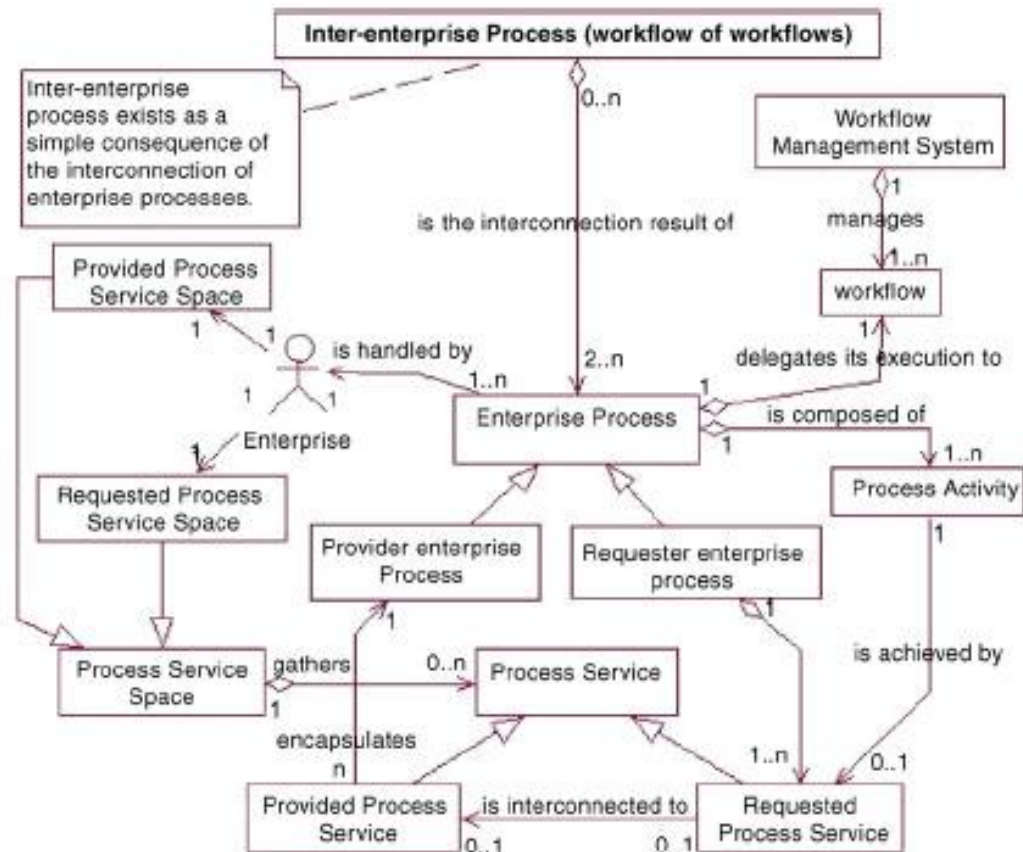 Inter-enterprise Process (workflow of workflows)
Inter-enterprise
process exists as a
simple consequence of
the interconnection of
enterprise processes.
0..n
Workflow
Management System
1
manages
1..n
workflow
1
is the interconnection result of
Provided Process
Service Space
1
1
is handled by
1..n
2..n
1
delegates its execution to
1
1
Enterprise
1
Enterprise Process
is composed of
1
1..n
Process Activity
1
Requested Process
Service Space
Provider enterprise
Process
1
Requester enterprise
process
1
is achieved by
Process Service
Space
gathers
1
0..n
Process Service
encapsulates
n
1..n
0..1
Provided Process
Service
is interconnected to
0..1
0..1
Requested
Process Service